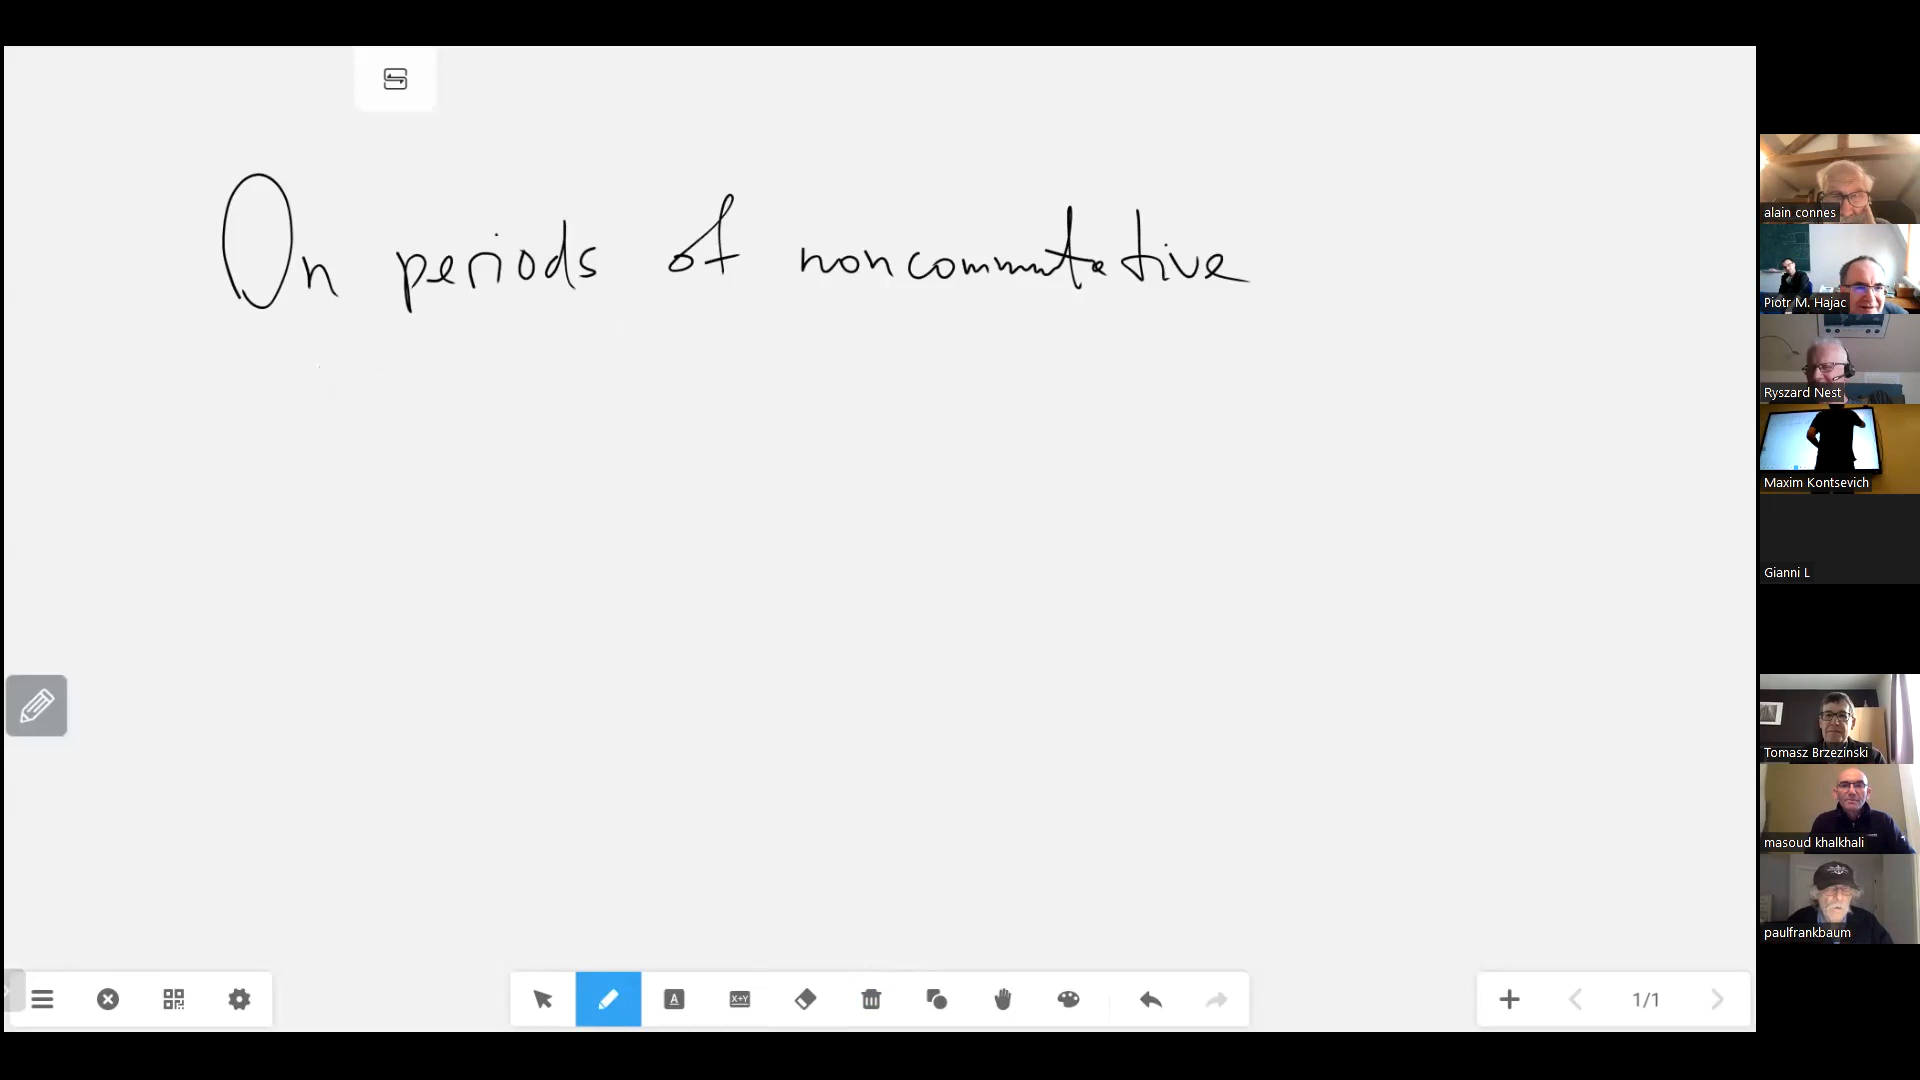 On periods of noncommutative
alain connes
Piotr M. Hajac
Ryszard Nest
Maxim Kontsevich
Gianni L
Tomasz Brzezinski
masoud khalkhali
paulfrankbaum
A
X+Y
1/1